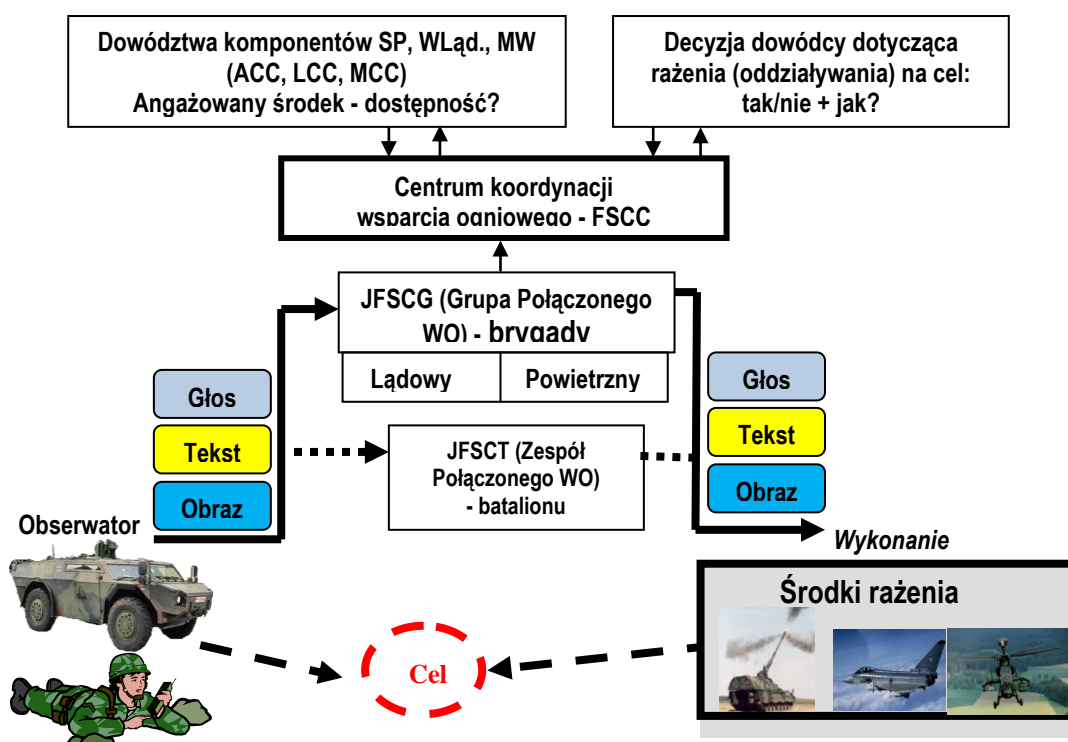 Dowództwa komponentów SP, WLąd., MW
(ACC, LCC, MCC)
Angażowany środek - dostępność?
Decyzja dowódcy dotycząca
rażenia (oddziaływania) na cel:
tak/nie + jak?
Centrum koordynacji
wsparcia ogniowego - FSCC
JFSCG (Grupa Połączonego
WO) - brygady
Lądowy
Powietrzny
Głos
Tekst
Obraz
JFSCT (Zespół
Połączonego WO)
- batalionu
Głos
Tekst
Obraz
Obserwator
Wykonanie
Środki rażenia
Cel